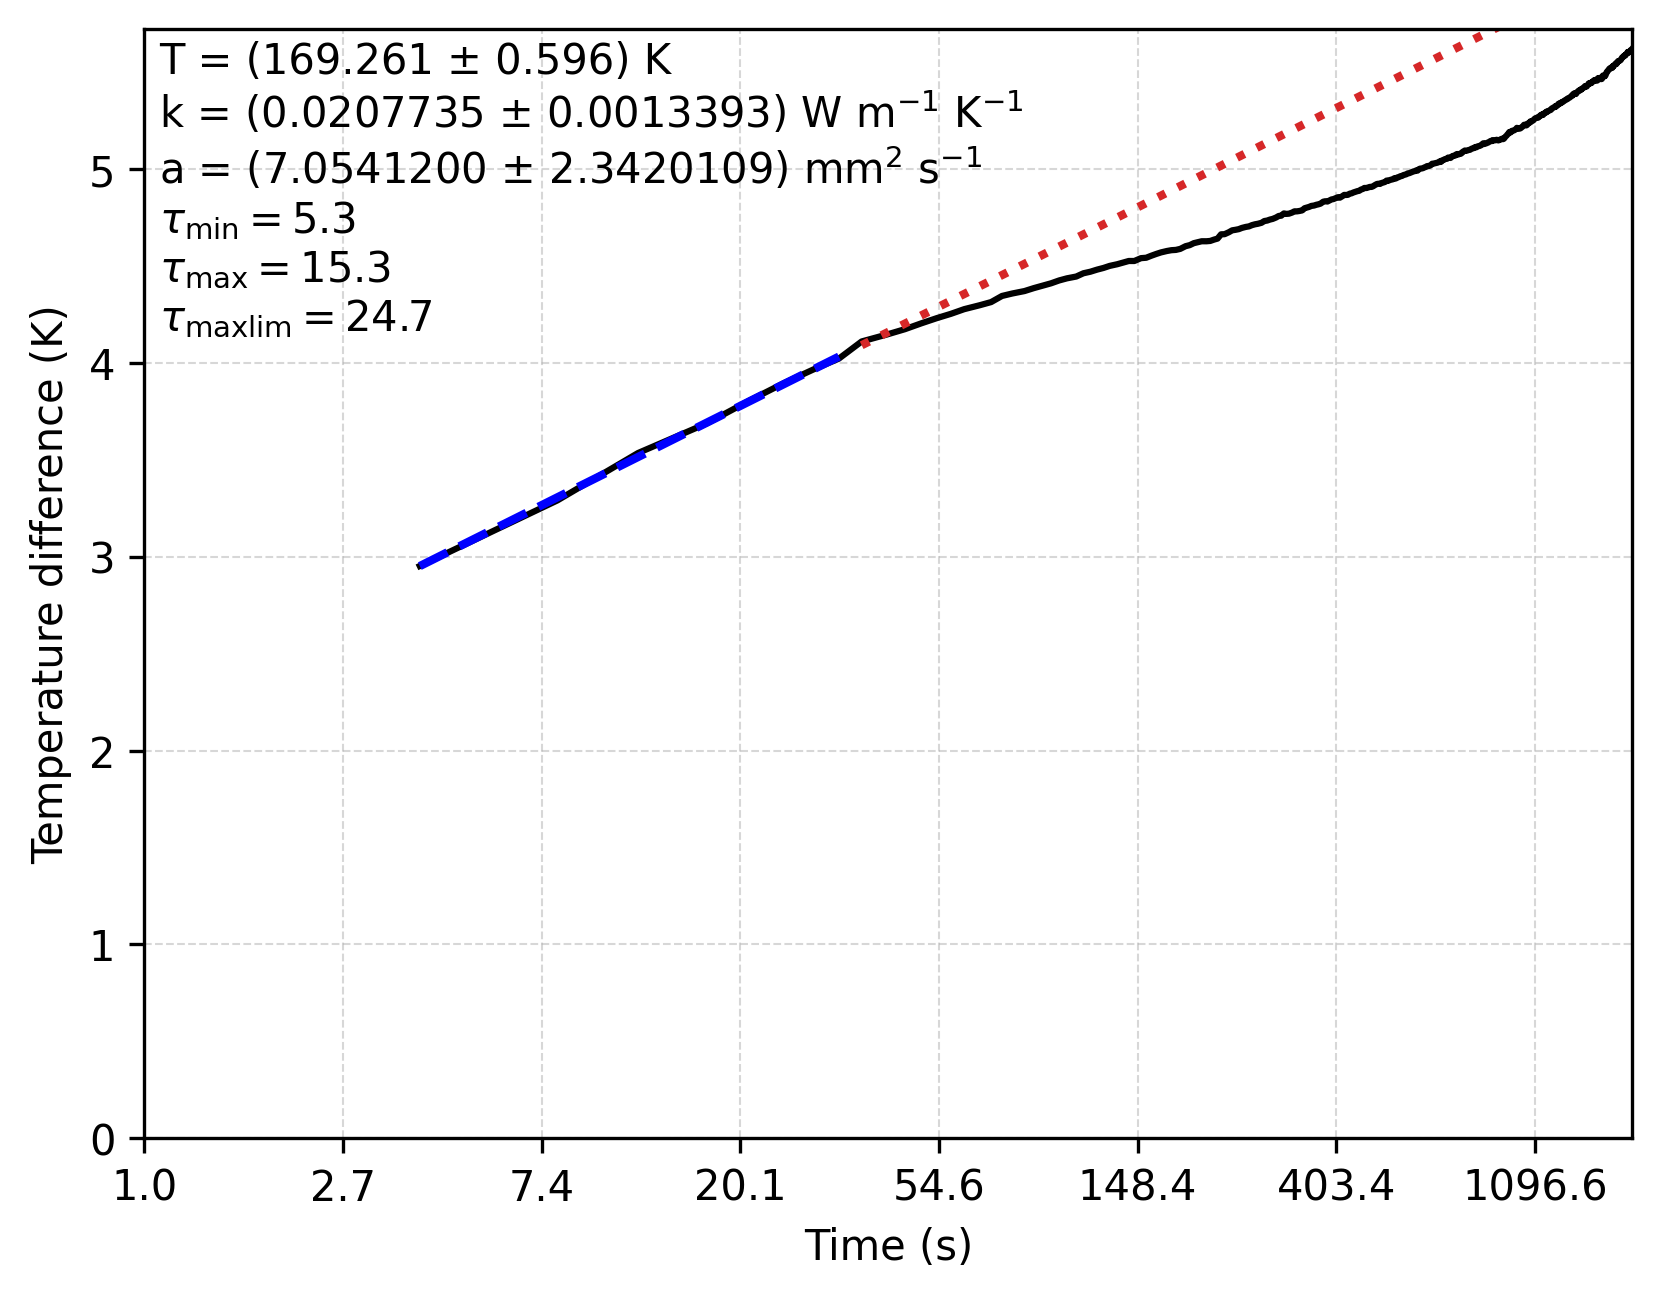 T = (169.261 ± 0.596) K
k = (0.0207735 ± 0.0013393) W m⁻¹ K⁻¹
a = (7.0541200 ± 2.3420109) mm² s⁻¹
τmin = 5.3
τmax = 15.3
τmaxlim = 24.7
Temperature difference (K)
5
4
3
2
1
0
1.0 2.7 7.4 20.1 54.6 148.4 403.4 1096.6
Time (s)